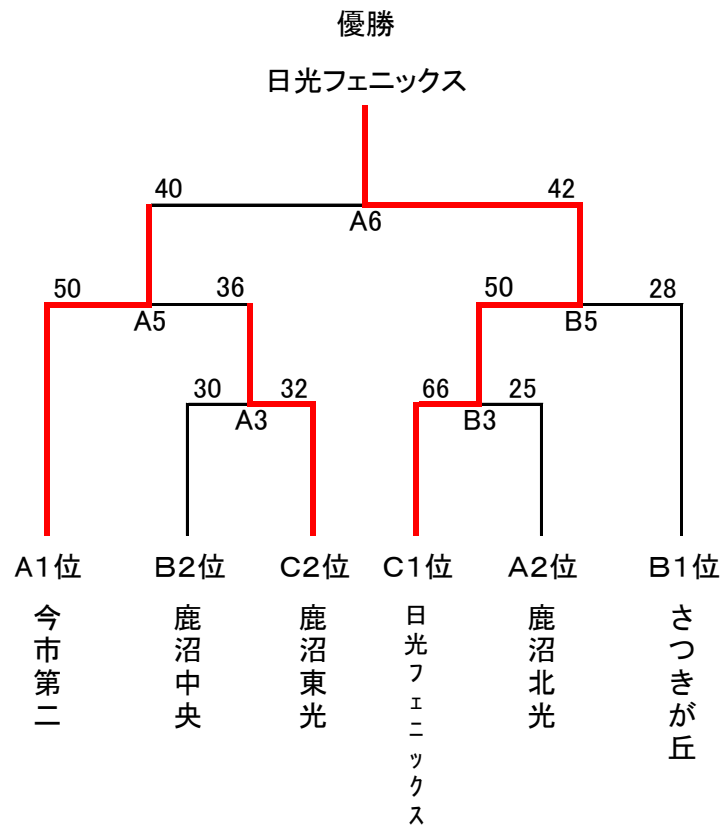 優勝
日光フェニックス
40 42
A6
50 36 50 28
A5 B5
30 32 66 25
A3 B3
A1位 B2位 C2位 C1位 A2位 B1位
今市第二
鹿沼中央
鹿沼東光
日光フェニックス
鹿沼北光
さつきが丘